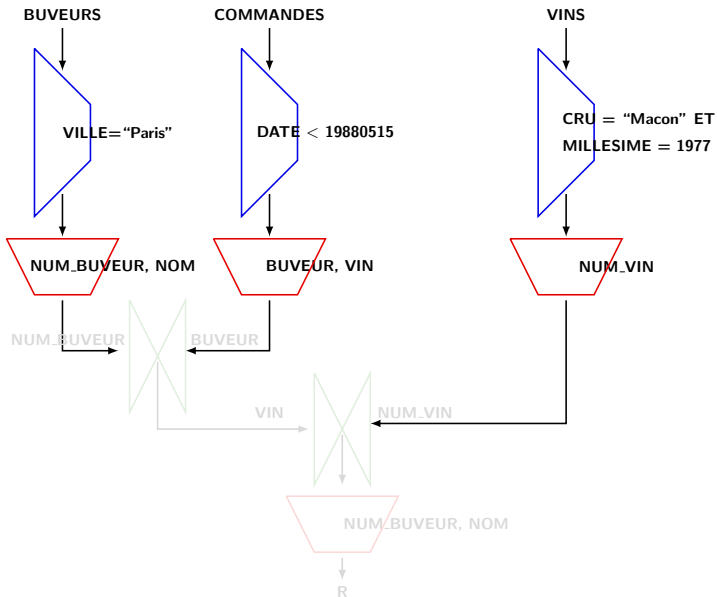 BUVEURS
COMMANDES
VINS
VILLE=“Paris”
DATE < 19880515
CRU = “Macon” ET
MILLESIME = 1977
NUM_BUVEUR, NOM
BUVEUR, VIN
NUM_VIN
NUM_BUVEUR
BUVEUR
VIN
NUM_VIN
NUM_BUVEUR, NOM
R